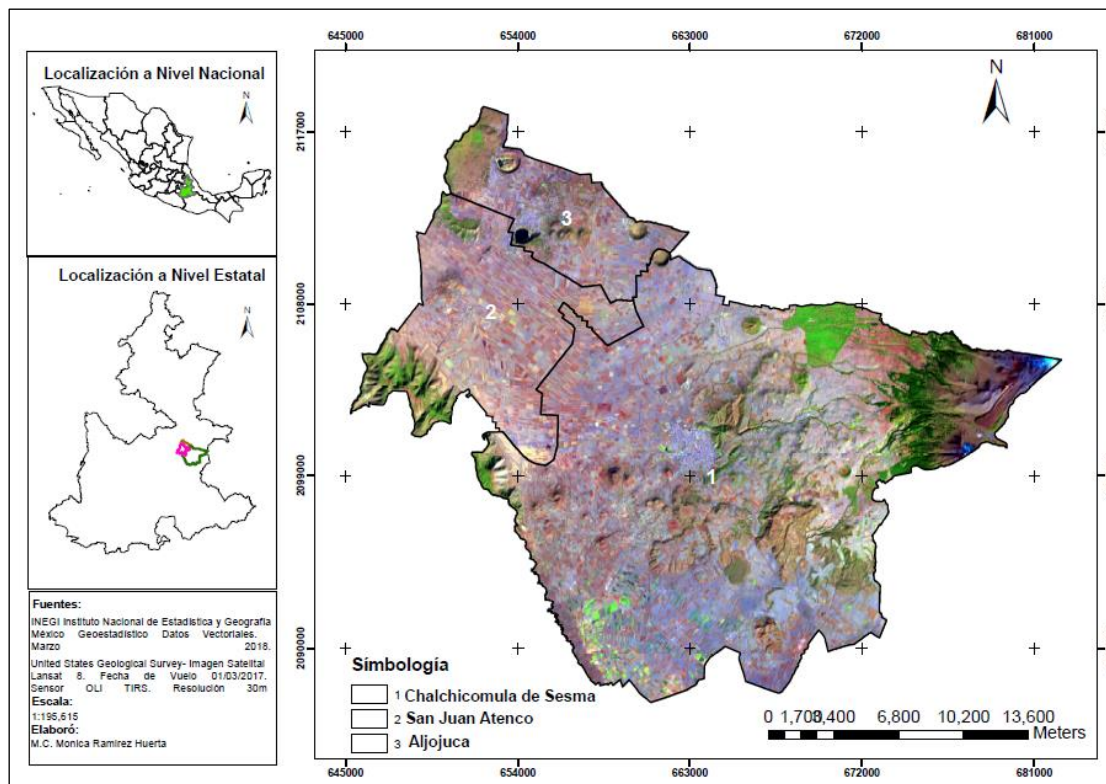 Localización a Nivel Nacional
N
Localización a Nivel Estatal
N
Fuentes:
INEGI Instituto Nacional de Estadística y Geografía
México Geoestadístico Datos Vectoriales.
Marzo 2018.
United States Geological Survey- Imagen Satelital
Lansat 8. Fecha de Vuelo 01/03/2017.
Sensor OLI TIRS. Resolución 30m
Escala:
1:195,615
Elaboró:
M.C. Monica Ramirez Huerta
645000 654000 663000 672000 681000
N
2117000
2108000
2099000
2090000
3
2
1
Símbología
1 Chalchicomula de Sesma
2 San Juan Atenco
3 Aljojuca
0 1,700 3,400 6,800 10,200 13,600
Meters
645000 654000 663000 672000 681000